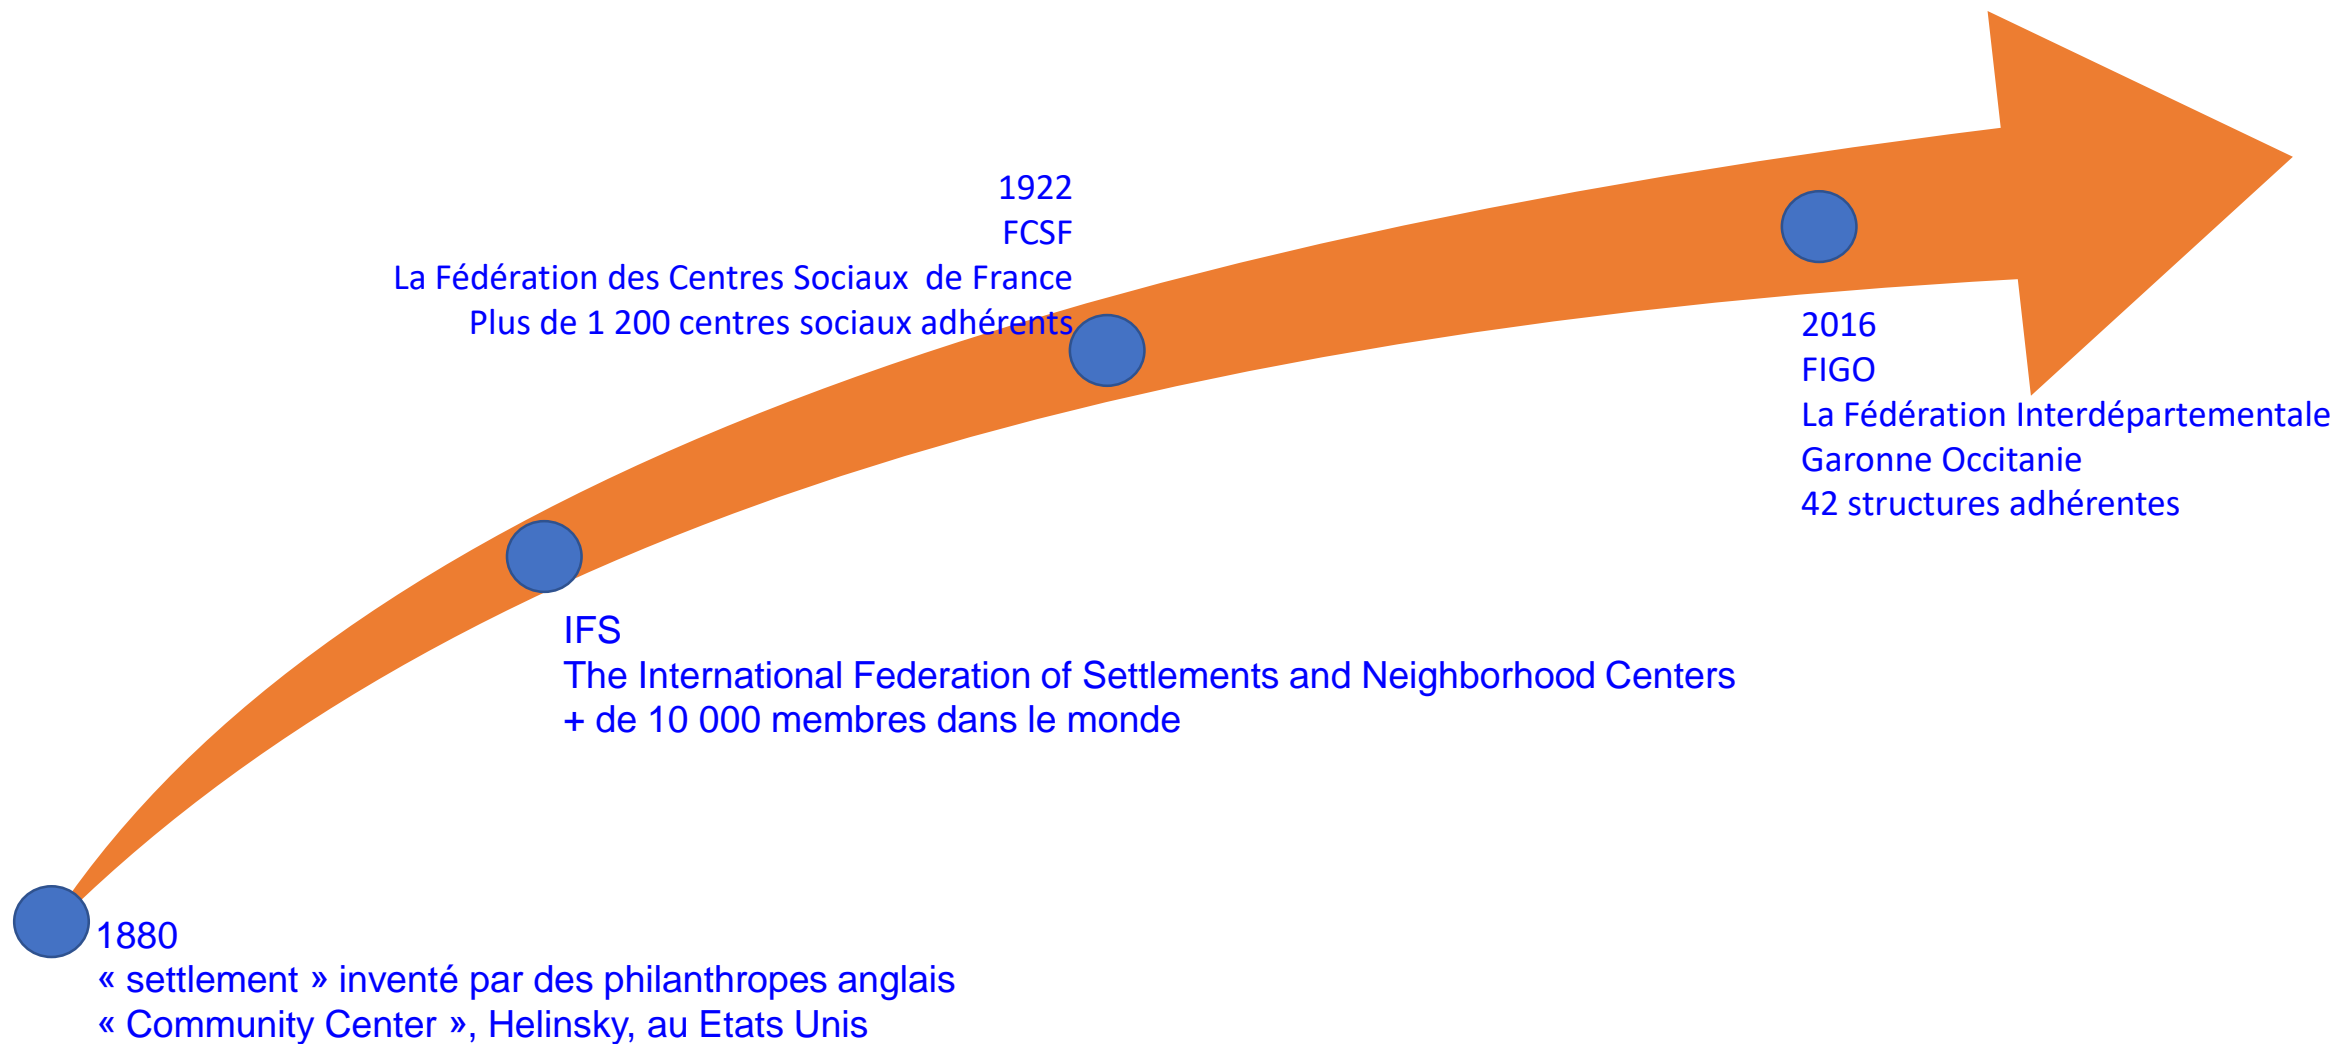 1922
FCSF
La Fédération des Centres Sociaux de France
Plus de 1 200 centres sociaux adhérents
2016
FIGO
La Fédération Interdépartementale
Garonne Occitanie
42 structures adhérentes
IFS
The International Federation of Settlements and Neighborhood Centers
+ de 10 000 membres dans le monde
1880
« settlement » inventé par des philanthropes anglais
« Community Center », Helinsky, au Etats Unis